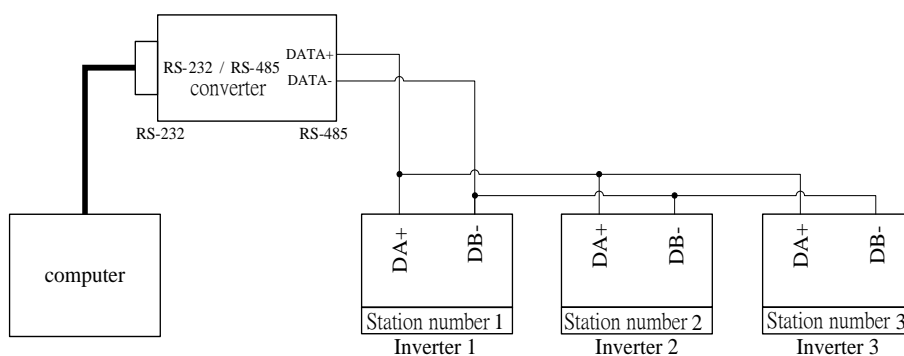 DATA+
RS-232 / RS-485
DATA-
converter
RS-232
RS-485
computer
DA+
DB-
DA+
DB-
DA+
DB-
Station number 1
Station number 2
Station number 3
Inverter 1
Inverter 2
Inverter 3